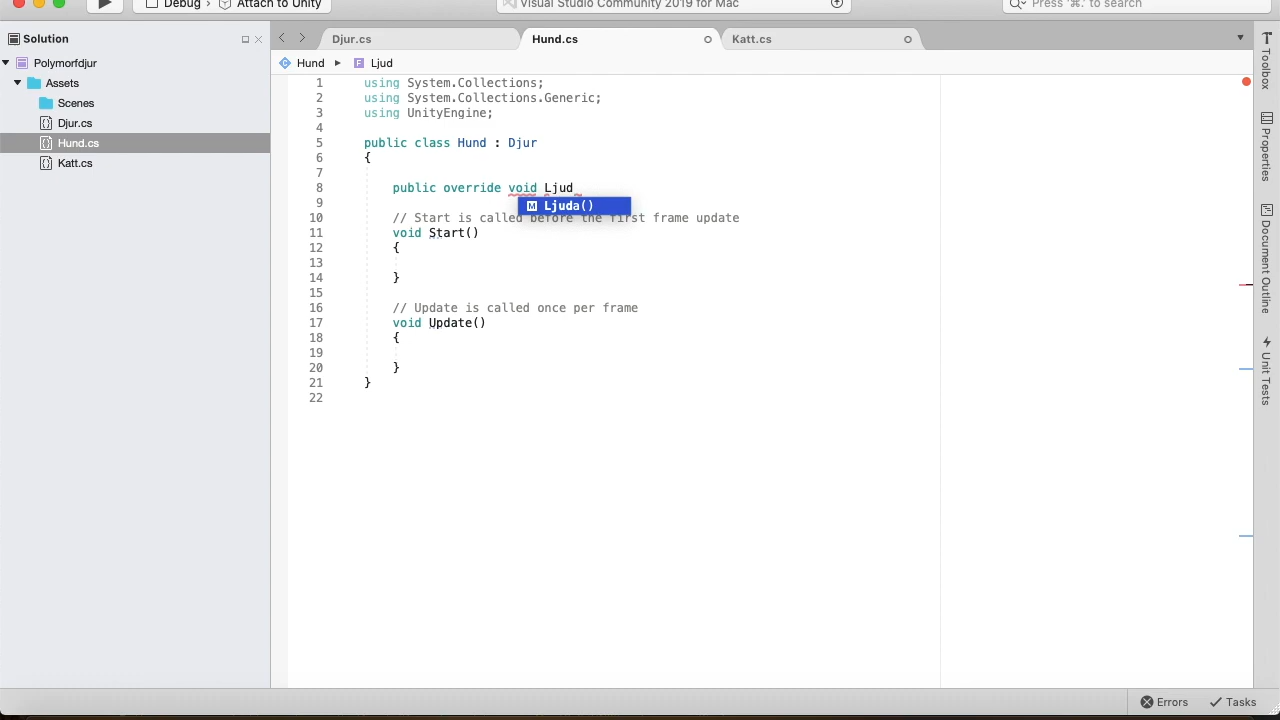 Debug › Attach to Unity
Visual Studio Community 2019 for Mac
Press '⌘.' to search
Solution
Djur.cs
Hund.cs
Katt.cs
Polymorfdjur
Assets
Scenes
Djur.cs
Hund.cs
Katt.cs
Hund ▸ Ljud
1 using System.Collections;
2 using System.Collections.Generic;
3 using UnityEngine;
4
5 public class Hund : Djur
6 {
7
8 public override void Ljud
Ljuda()
9
10 // Start is called before the first frame update
11 void Start()
12 {
13
14 }
15
16 // Update is called once per frame
17 void Update()
18 {
19
20 }
21 }
22
Toolbox
Properties
Document Outline
Unit Tests
Errors
Tasks